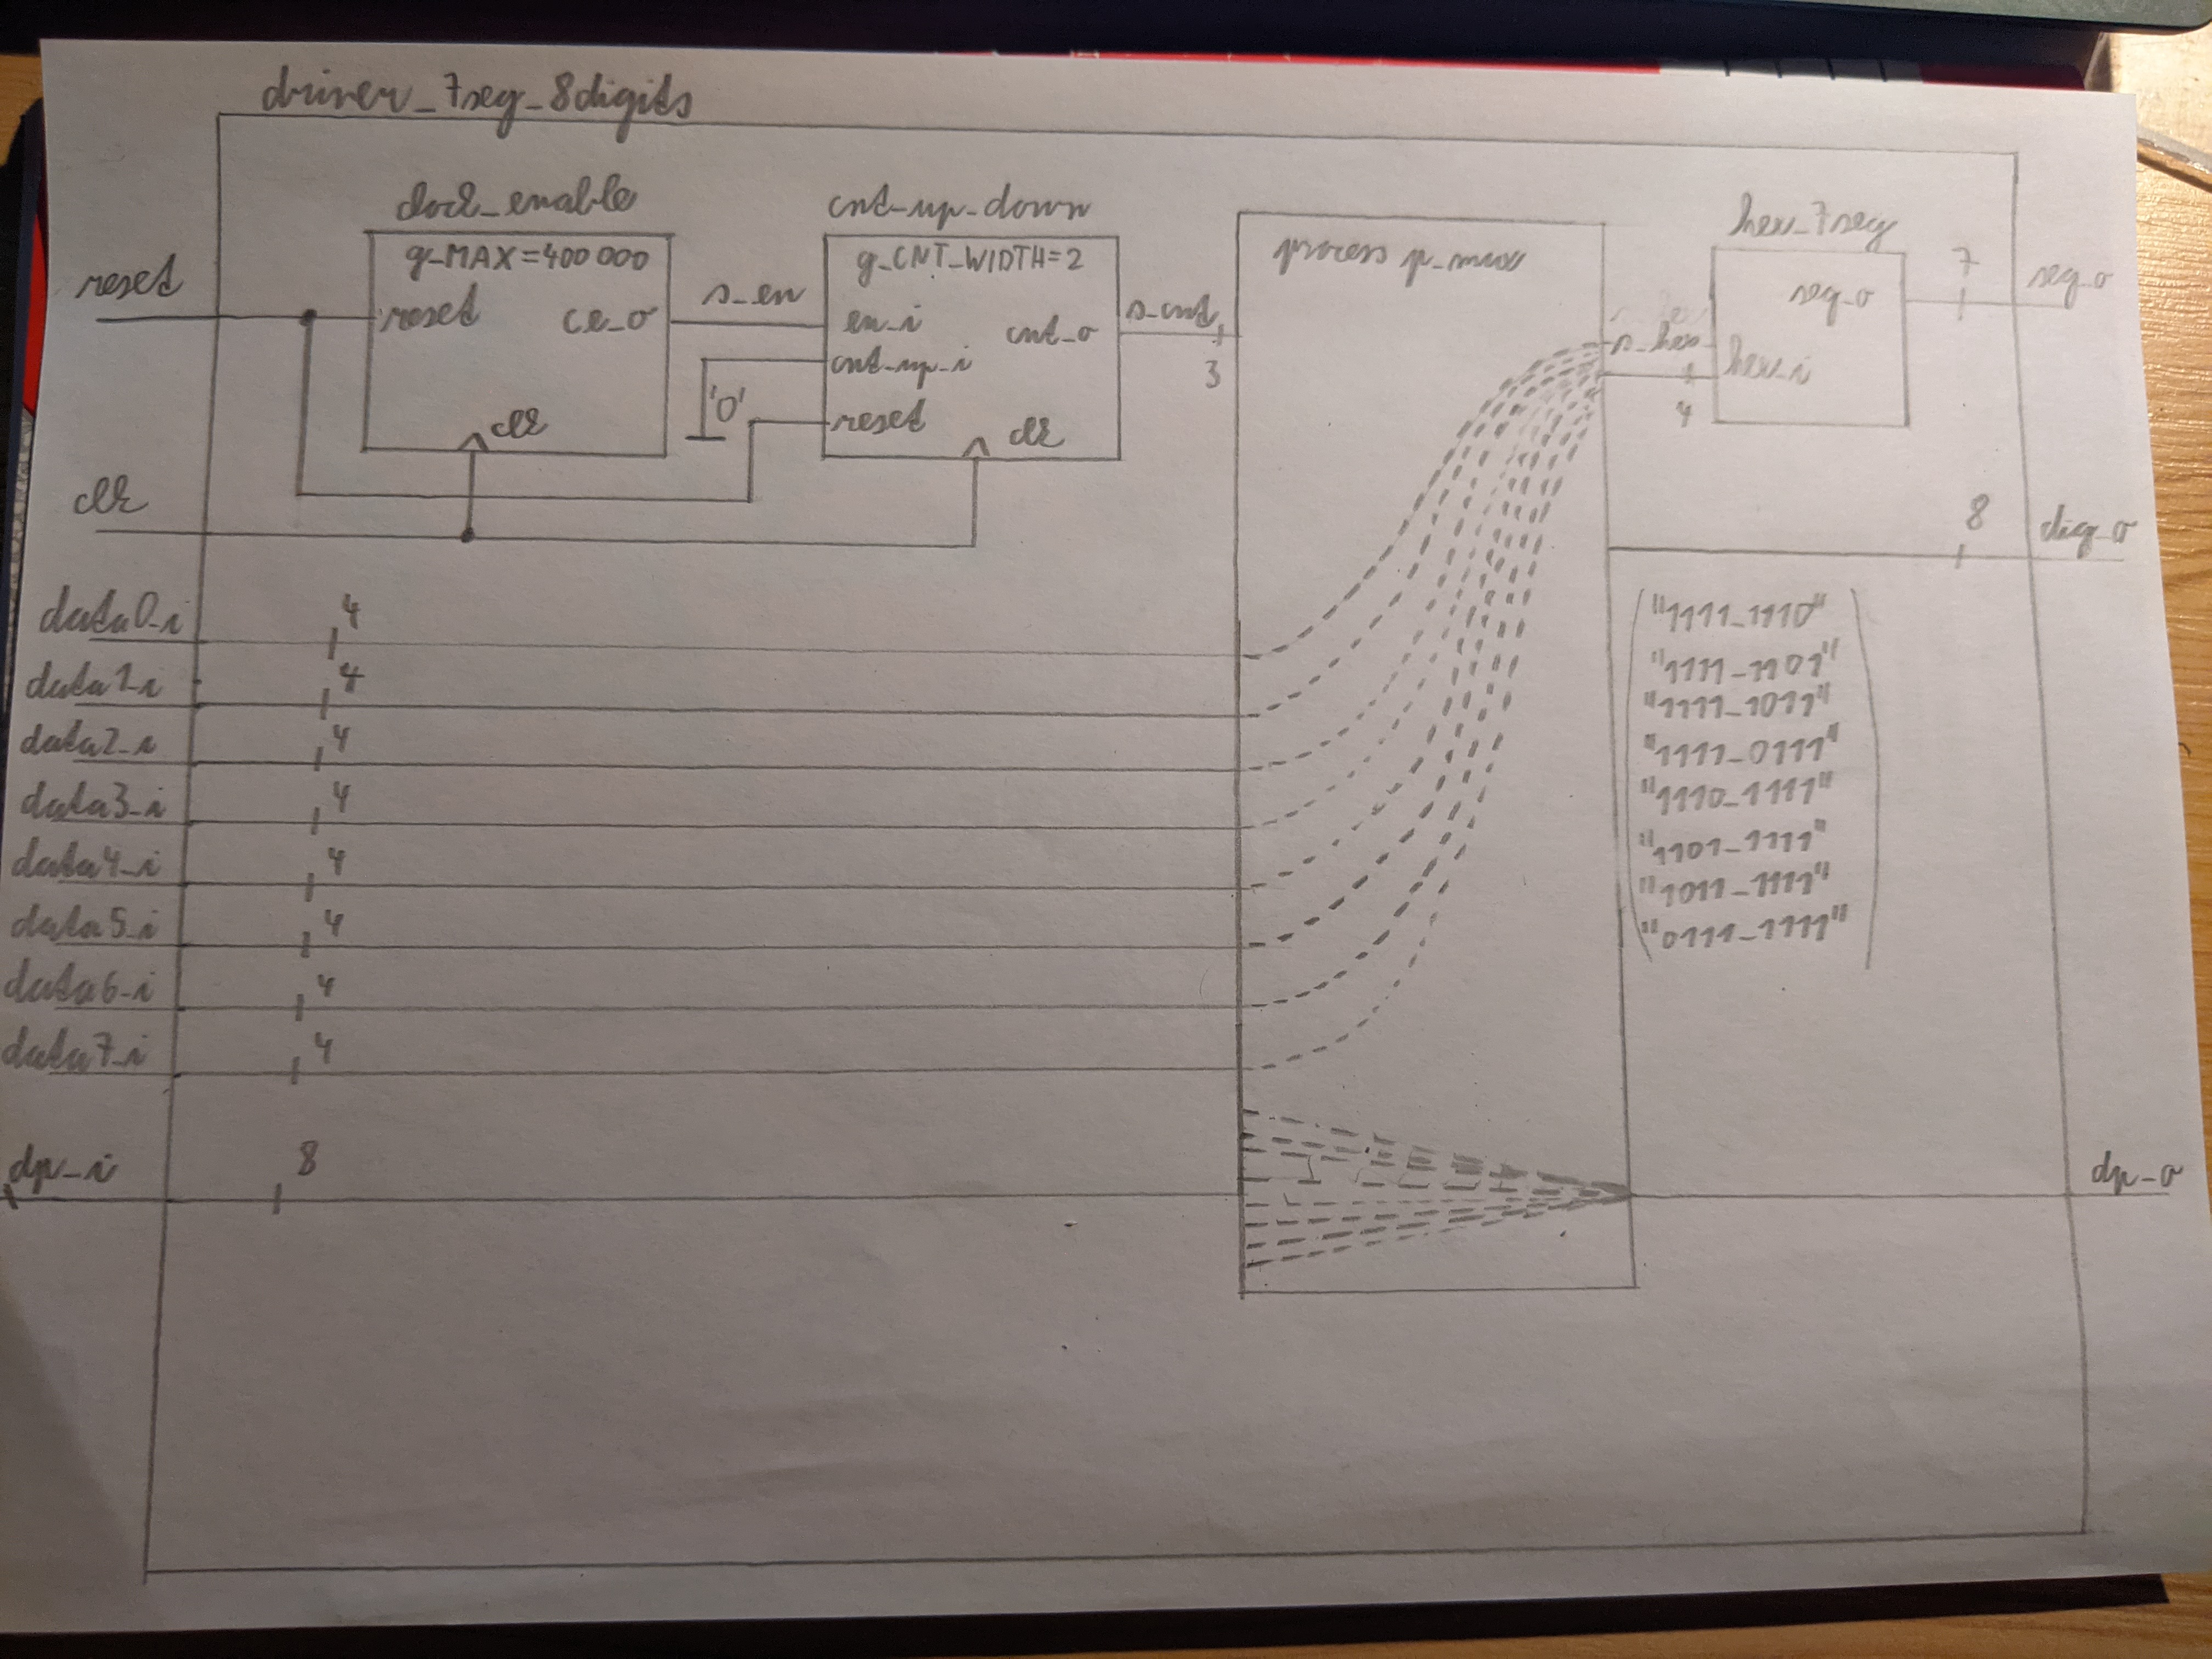 driver_7seg_8digits
clock_enable
g_MAX=400 000
reset
ce_o
clk
cnt_up_down
g_CNT_WIDTH=2
en_i
cnt_up_i
reset
cnt_o
clk
process p_mux
hex_7seg
seg_o
hex_i
reset
clk
s_en
'0'
s_cnt
3
s_hex
4
7
seg_o
8
dig_o
"1111_1110"
"1111_1101"
"1111_1011"
"1111_0111"
"1110_1111"
"1101_1111"
"1011_1111"
"0111_1111"
data0_i
4
data1_i
4
data2_i
4
data3_i
4
data4_i
4
data5_i
4
data6_i
4
data7_i
4
dp_i
8
dp_o